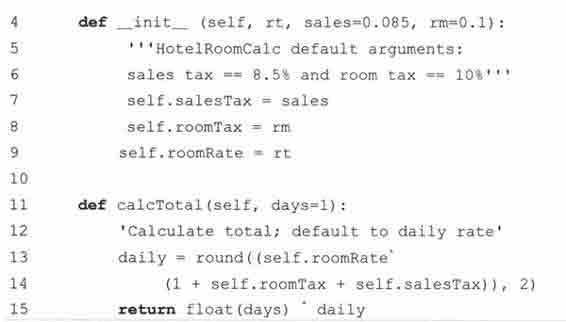 4 def __init__ (self, rt, sales=0.085, rm=0.1):
5 '''HotelRoomCalc default arguments:
6 sales tax == 8.5% and room tax == 10%'''
7 self.salesTax = sales
8 self.roomTax = rm
9 self.roomRate = rt
10
11 def calcTotal(self, days=1):
12 'Calculate total; default to daily rate'
13 daily = round((self.roomRate`
14 (1 + self.roomTax + self.salesTax)), 2)
15 return float(days) ` daily